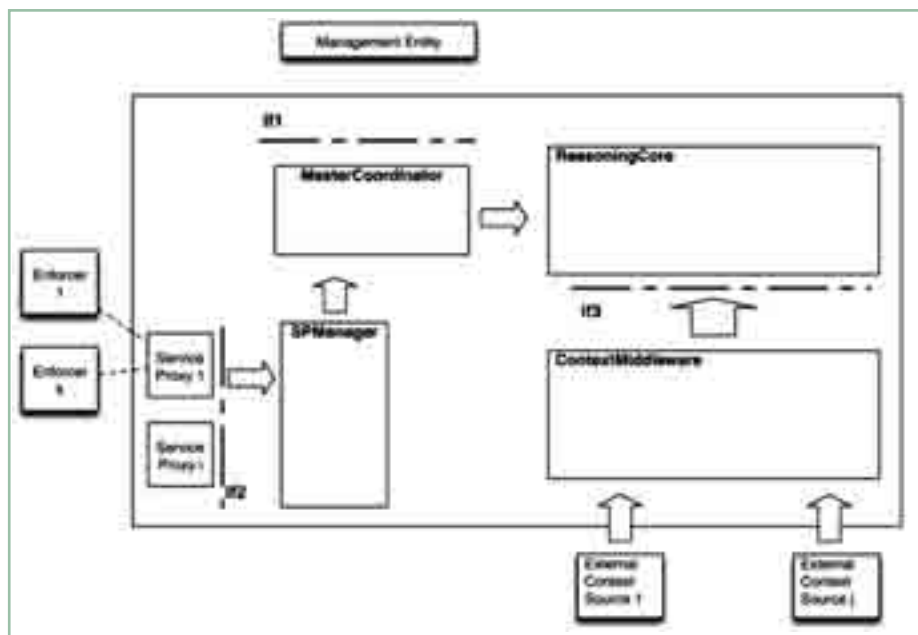 Management Entity
if1
ReasoningCore
MasterCoordinator
Enforcer
1
if3
SPManager
Service
Proxy 1
ContextMiddleware
Enforcer
k
Service
Proxy i
if2
External
Context
Source 1
External
Context
Source j